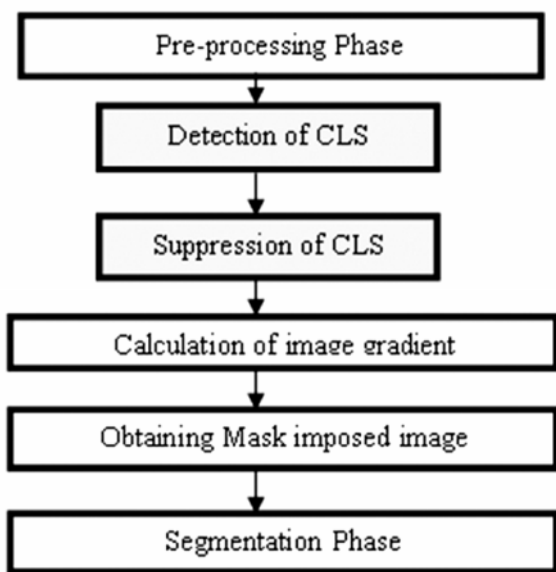 Pre-processing Phase
Detection of CLS
Suppression of CLS
Calculation of image gradient
Obtaining Mask imposed image
Segmentation Phase